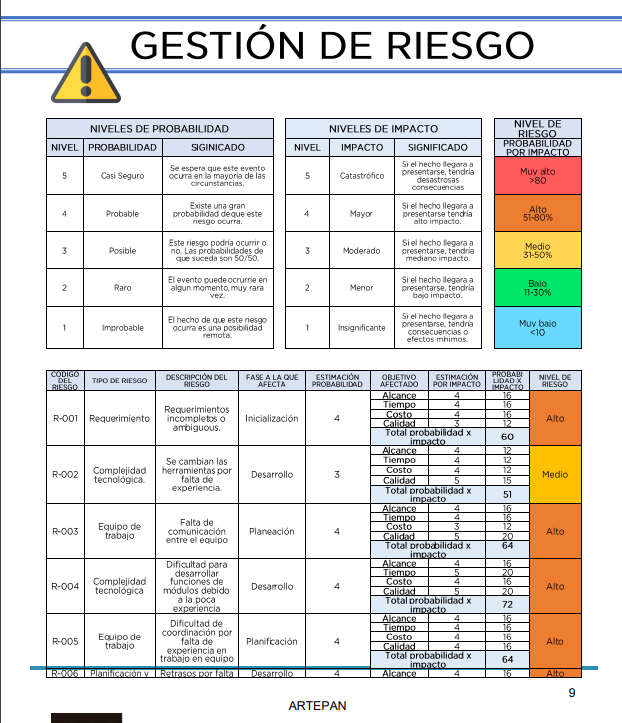 GESTIÓN DE RIESGO
NIVELES DE PROBABILIDAD
NIVEL PROBABILIDAD SIGINICADO
5 Casi Seguro Se espera que este evento ocurra en la mayoría de las circunstancias.
4 Probable Existe una gran probabilidad de que este riesgo ocurra.
3 Posible Este riesgo podría ocurrir o no. Las probabilidades de que suceda son 50/50.
2 Raro El evento puede ocurrie en algun momento, muy rara vez.
1 Improbable El hecho de que este riesgo ocurra es una posibilidad remota.
NIVELES DE IMPACTO
NIVEL IMPACTO SIGNIFICADO
5 Catastrófico Si el hecho llegara a presentarse, tendría desastrosas consecuencias
4 Mayor Si el hecho llegara a presentarse tendría alto impacto.
3 Moderado Si el hecho llegara a presentarse, tendría mediano impacto.
2 Menor Si el hecho llegara a presentarse, tendría bajo impacto.
1 Insignificante Si el hecho llegara a presentarse, tendría consecuencias o efectos mínimos.
NIVEL DE RIESGO
PROBABILIDAD POR IMPACTO
Muy alto >80
Alto 51-80%
Medio 31-50%
Bajo 11-30%
Muy bajo <10
CÓDIGO DEL RIESGO TIPO DE RIESGO DESCRIPCIÓN DEL RIESGO FASE A LA QUE AFECTA ESTIMACIÓN PROBABILIDAD OBJETIVO AFECTADO ESTIMACIÓN POR IMPACTO PROBABI LIDAD X IMPACTO NIVEL DE RIESGO
R-001 Requerimiento Requerimientos incompletos o ambiguous. Inicialización 4
Alcance 4 16
Tiempo 4 16
Costo 4 16
Calidad 3 12
Total probabilidad x impacto 60
Alto
R-002 Complejidad tecnológica. Se cambian las herramientas por falta de experiencia. Desarrollo 3
Alcance 4 12
Tiempo 4 12
Costo 4 12
Calidad 5 15
Total probabilidad x impacto 51
Medio
R-003 Equipo de trabajo Falta de comunicación entre el equipo Planeación 4
Alcance 4 16
Tiempo 4 16
Costo 3 12
Calidad 5 20
Total probabilidad x impacto 64
Alto
R-004 Complejidad tecnológica Dificultad para desarrollar funciones de módulos debido a la poca experiencia Desarrollo 4
Alcance 4 16
Tiempo 5 20
Costo 4 16
Calidad 5 20
Total probabilidad x impacto 72
Alto
R-005 Equipo de trabajo Dificultad de coordinación por falta de experiencia en trabajo en equipo Planificación 4
Alcance 4 16
Tiempo 4 16
Costo 4 16
Calidad 4 16
Total probabilidad x impacto 64
Alto
R-006 Planificación y Retrasos por falta Desarrollo 4 Alcance 4 16 Alto
9
ARTEPAN